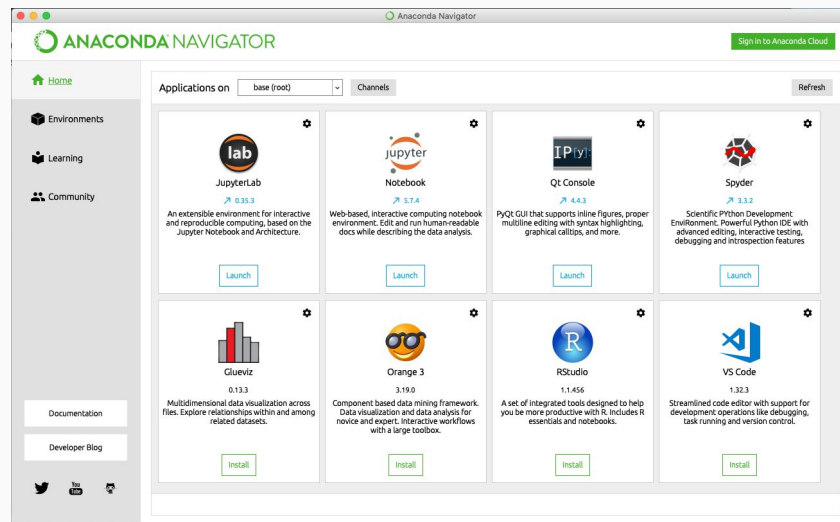 Anaconda Navigator
ANACONDA NAVIGATOR
Sign in to Anaconda Cloud
Home
Environments
Learning
Community
Documentation
Developer Blog
You
Tube
Applications on
base (root)
Channels
Refresh
lab
JupyterLab
0.35.3
An extensible environment for interactive
and reproducible computing, based on the
Jupyter Notebook and Architecture.
Launch
jupyter
Notebook
5.7.4
Web-based, interactive computing notebook
environment. Edit and run human-readable
docs while describing the data analysis.
Launch
IP[y]:
Qt Console
4.4.3
PyQt GUI that supports inline figures, proper
multiline editing with syntax highlighting,
graphical calltips, and more.
Launch
Spyder
3.3.2
Scientific PYthon Development
EnviRonment. Powerful Python IDE with
advanced editing, interactive testing,
debugging and introspection features
Launch
Glueviz
0.13.3
Multidimensional data visualization across
files. Explore relationships within and among
related datasets.
Install
Orange 3
3.19.0
Component based data mining framework.
Data visualization and data analysis for
novice and expert. Interactive workflows
with a large toolbox.
Install
R
RStudio
1.1.456
A set of integrated tools designed to help
you be more productive with R. Includes R
essentials and notebooks.
Install
VS Code
1.32.3
Streamlined code editor with support for
development operations like debugging,
task running and version control.
Install